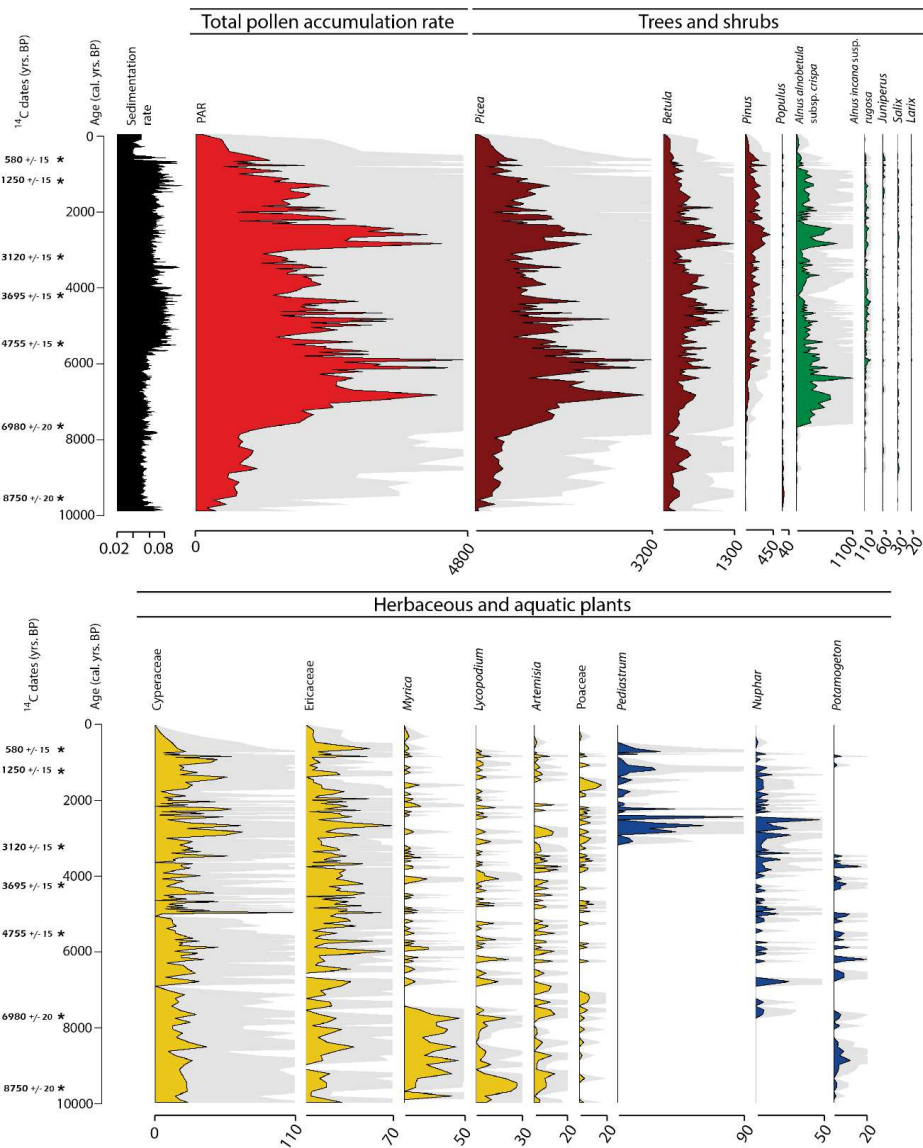 Total pollen accumulation rate
Trees and shrubs
14C dates (yrs. BP)
Age (cal. yrs. BP)
Sedimentation
rate
PAR
Picea
Betula
Pinus
Populus
Alnus alnobetula
subsp. crispa
Alnus incana susp.
rugosa
Juniperus
Salix
Larix
0
580 +/- 15 *
1250 +/- 15 *
2000
3120 +/- 15 *
3695 +/- 15 *
4000
4755 +/- 15 *
6000
6980 +/- 20 *
8000
8750 +/- 20 *
10000
0.02 0.08 0 4800 3200 1300 450 40 1100 110 60 30 20
Herbaceous and aquatic plants
14C dates (yrs. BP)
Age (cal. yrs. BP)
Cyperaceae
Ericaceae
Myrica
Lycopodium
Artemisia
Poaceae
Pediastrum
Nuphar
Potamogeton
0
580 +/- 15 *
1250 +/- 15 *
2000
3120 +/- 15 *
3695 +/- 15 *
4000
4755 +/- 15 *
6000
6980 +/- 20 *
8000
8750 +/- 20 *
10000
0 110 70 50 30 20 20 90 50 20